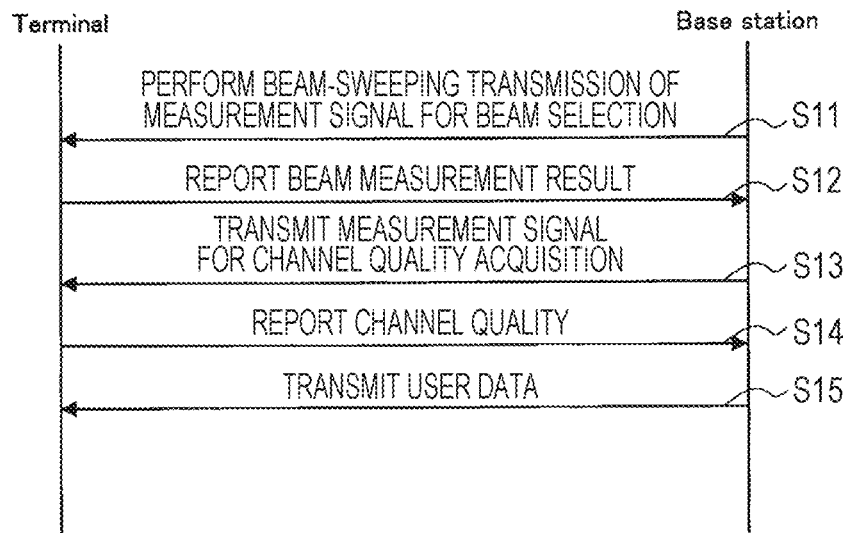 Terminal
Base station
PERFORM BEAM-SWEEPING TRANSMISSION OF
MEASUREMENT SIGNAL FOR BEAM SELECTION
S11
REPORT BEAM MEASUREMENT RESULT
S12
TRANSMIT MEASUREMENT SIGNAL
FOR CHANNEL QUALITY ACQUISITION
S13
REPORT CHANNEL QUALITY
S14
TRANSMIT USER DATA
S15